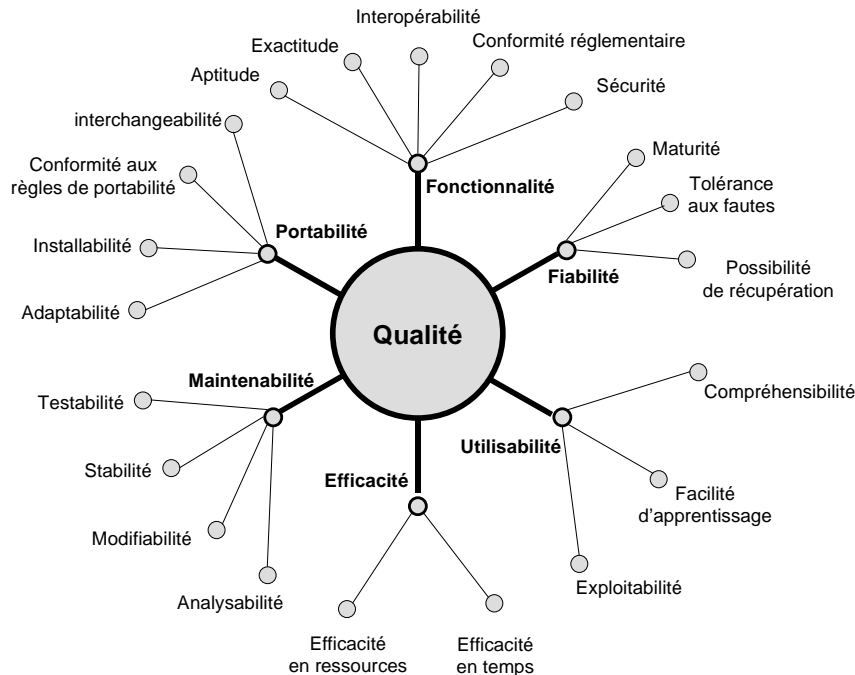 Interopérabilité
Exactitude
Conformité réglementaire
Aptitude
Sécurité
interchangeabilité
Maturité
Conformité aux
règles de portabilité
Fonctionnalité
Tolérance
aux fautes
Portabilité
Installabilité
Fiabilité
Possibilité
de récupération
Adaptabilité
Qualité
Maintenabilité
Compréhensibilité
Testabilité
Utilisabilité
Stabilité
Efficacité
Facilité
d'apprentissage
Modifiabilité
Exploitabilité
Analysabilité
Efficacité
en ressources
Efficacité
en temps